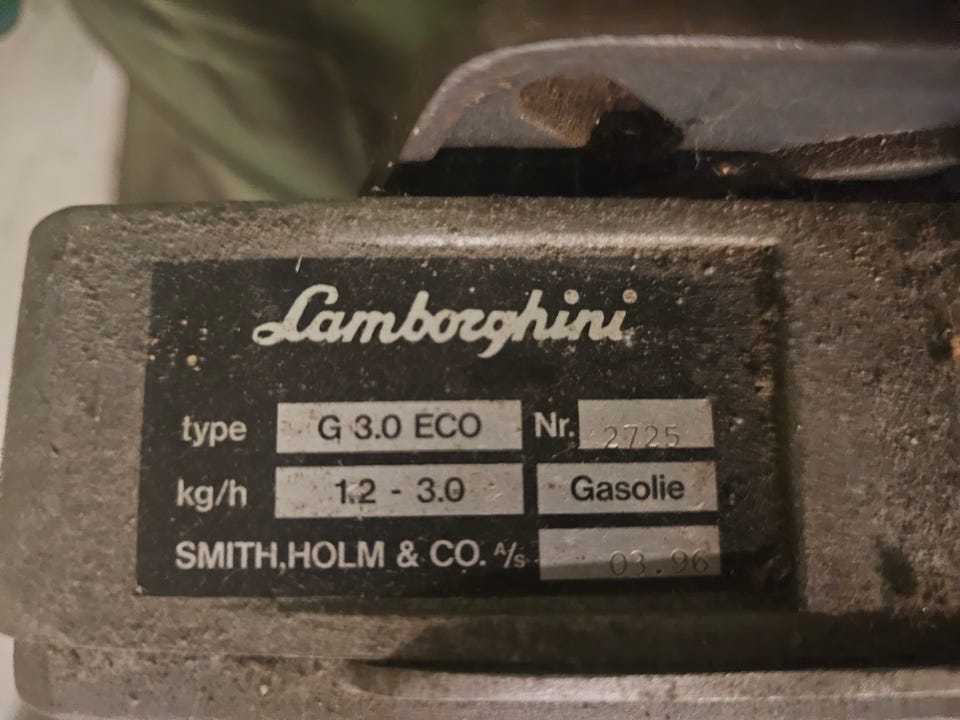 Lamborghini
type G 3.0 ECO Nr. 2725
kg/h 1.2 - 3.0 Gasolie
SMITH,HOLM & CO. A/S 03.96